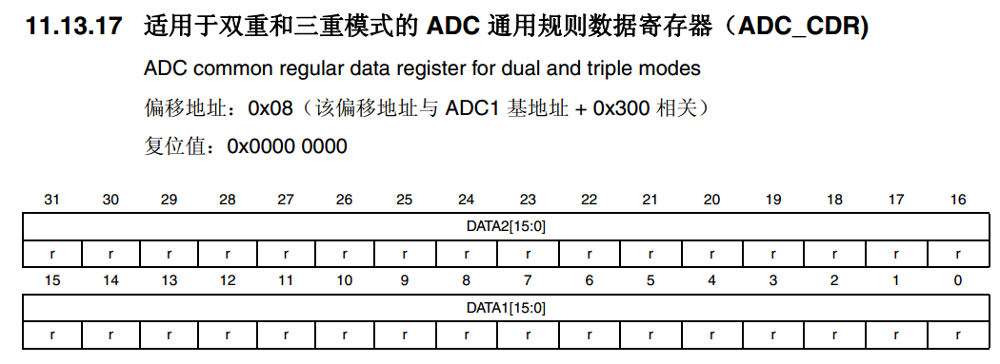 11.13.17 适用于双重和三重模式的 ADC 通用规则数据寄存器（ADC_CDR)
ADC common regular data register for dual and triple modes
偏移地址：0x08（该偏移地址与 ADC1 基地址 + 0x300 相关）
复位值：0x0000 0000
31 30 29 28 27 26 25 24 23 22 21 20 19 18 17 16
DATA2[15:0]
r r r r r r r r r r r r r r r r
15 14 13 12 11 10 9 8 7 6 5 4 3 2 1 0
DATA1[15:0]
r r r r r r r r r r r r r r r r